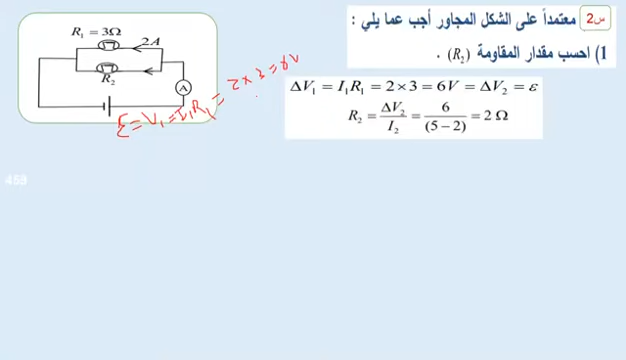 س2 معتمداً على الشكل المجاور أجب عما يلي :
1) احسب مقدار المقاومة (R₂) .
R₁ = 3Ω
2A
R₂
A
ΔV₁ = I₁R₁ = 2 × 3 = 6V = ΔV₂ = ε
R₂ = ΔV₂ / I₂ = 6 / (5 – 2) = 2 Ω
Ɛ = V₁ = I₁R₁ = 2 × 3 = 6V